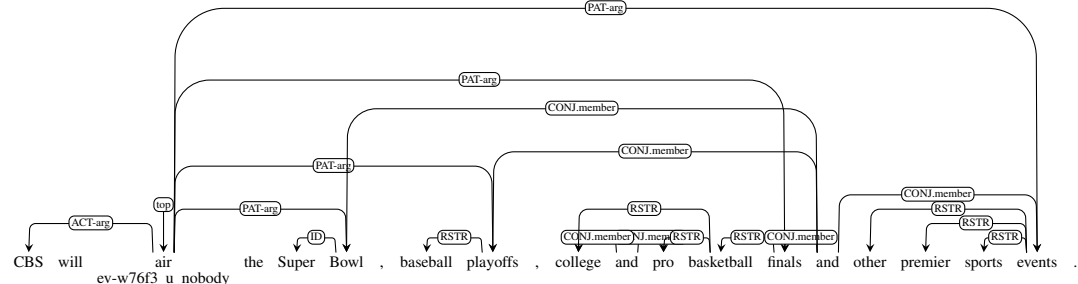 PAT-arg
PAT-arg
CONJ.member
CONJ.member
PAT-arg
CONJ.member
top
PAT-arg
RSTR
RSTR
ACT-arg
RSTR
ID
RSTR
CONJ.member
NJ.mem
RSTR
RSTR
CONJ.member
RSTR
CBS will air the Super Bowl , baseball playoffs , college and pro basketball finals and other premier sports events .
ev-w76f3_u_nobody